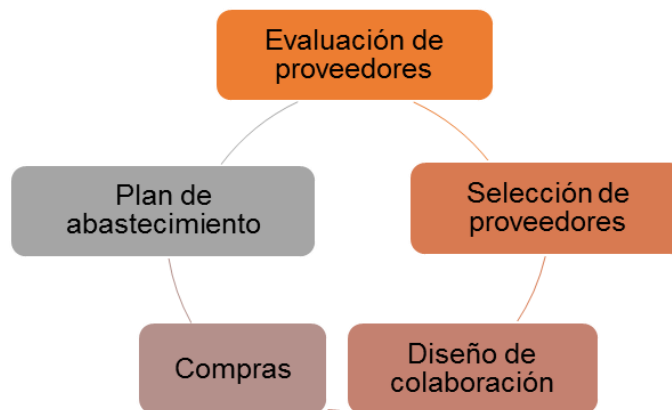 Evaluación de
proveedores
Selección de
proveedores
Diseño de
colaboración
Compras
Plan de
abastecimiento